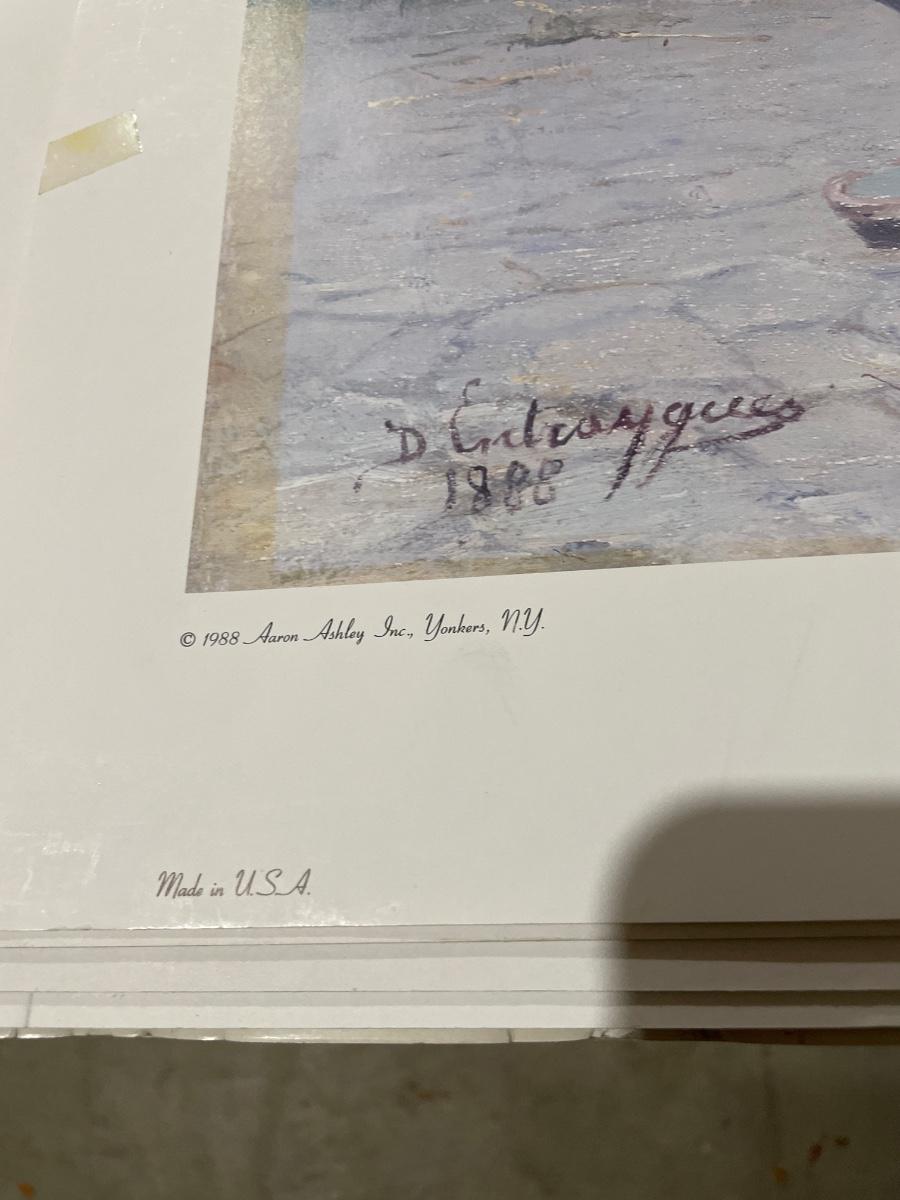 D Entraygues
1888
© 1988 Aaron Ashley Inc., Yonkers, N.Y.
Made in U.S.A.